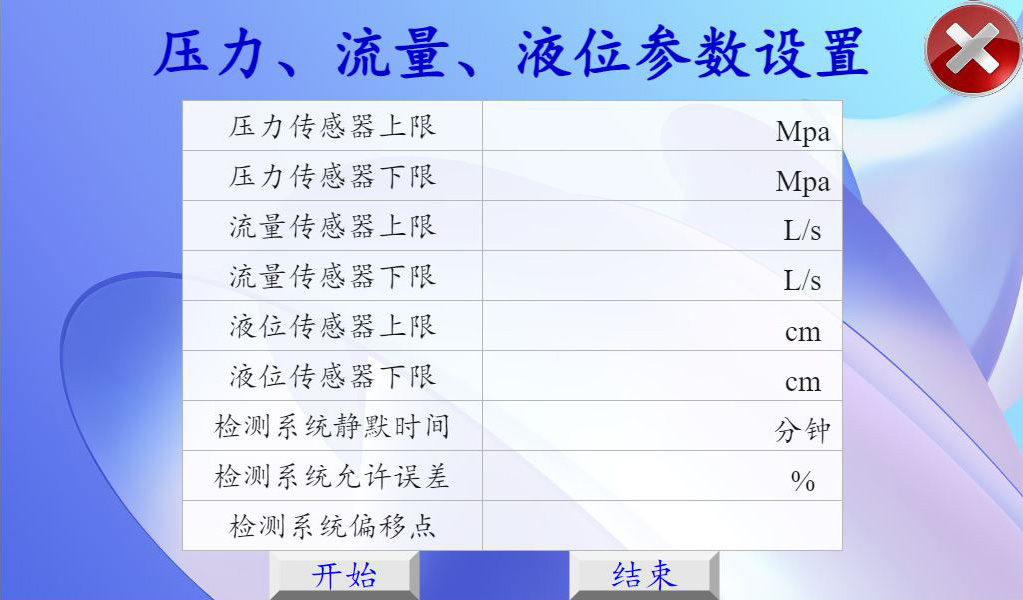 压力、流量、液位参数设置
压力传感器上限 Mpa
压力传感器下限 Mpa
流量传感器上限 L/s
流量传感器下限 L/s
液位传感器上限 cm
液位传感器下限 cm
检测系统静默时间 分钟
检测系统允许误差 %
检测系统偏移点
开始 结束